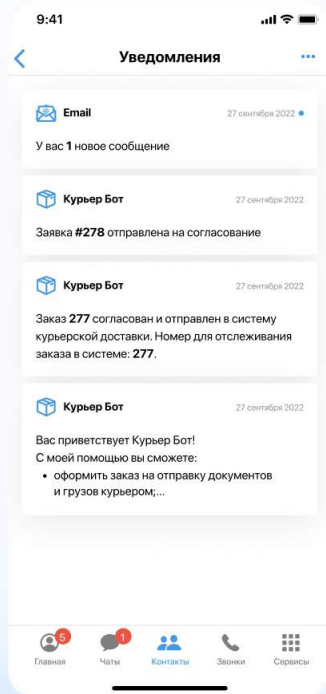 9:41
Уведомления
Email
27 сентября 2022
У вас 1 новое сообщение
Курьер Бот
27 сентября 2022
Заявка #278 отправлена на согласование
Курьер Бот
27 сентября 2022
Заказ 277 согласован и отправлен в систему
курьерской доставки. Номер для отслеживания
заказа в системе: 277.
Курьер Бот
27 сентября 2022
Вас приветствует Курьер Бот!
С моей помощью вы сможете:
• оформить заказ на отправку документов
и грузов курьером;...
5
1
Главная
Чаты
Контакты
Звонки
Сервисы